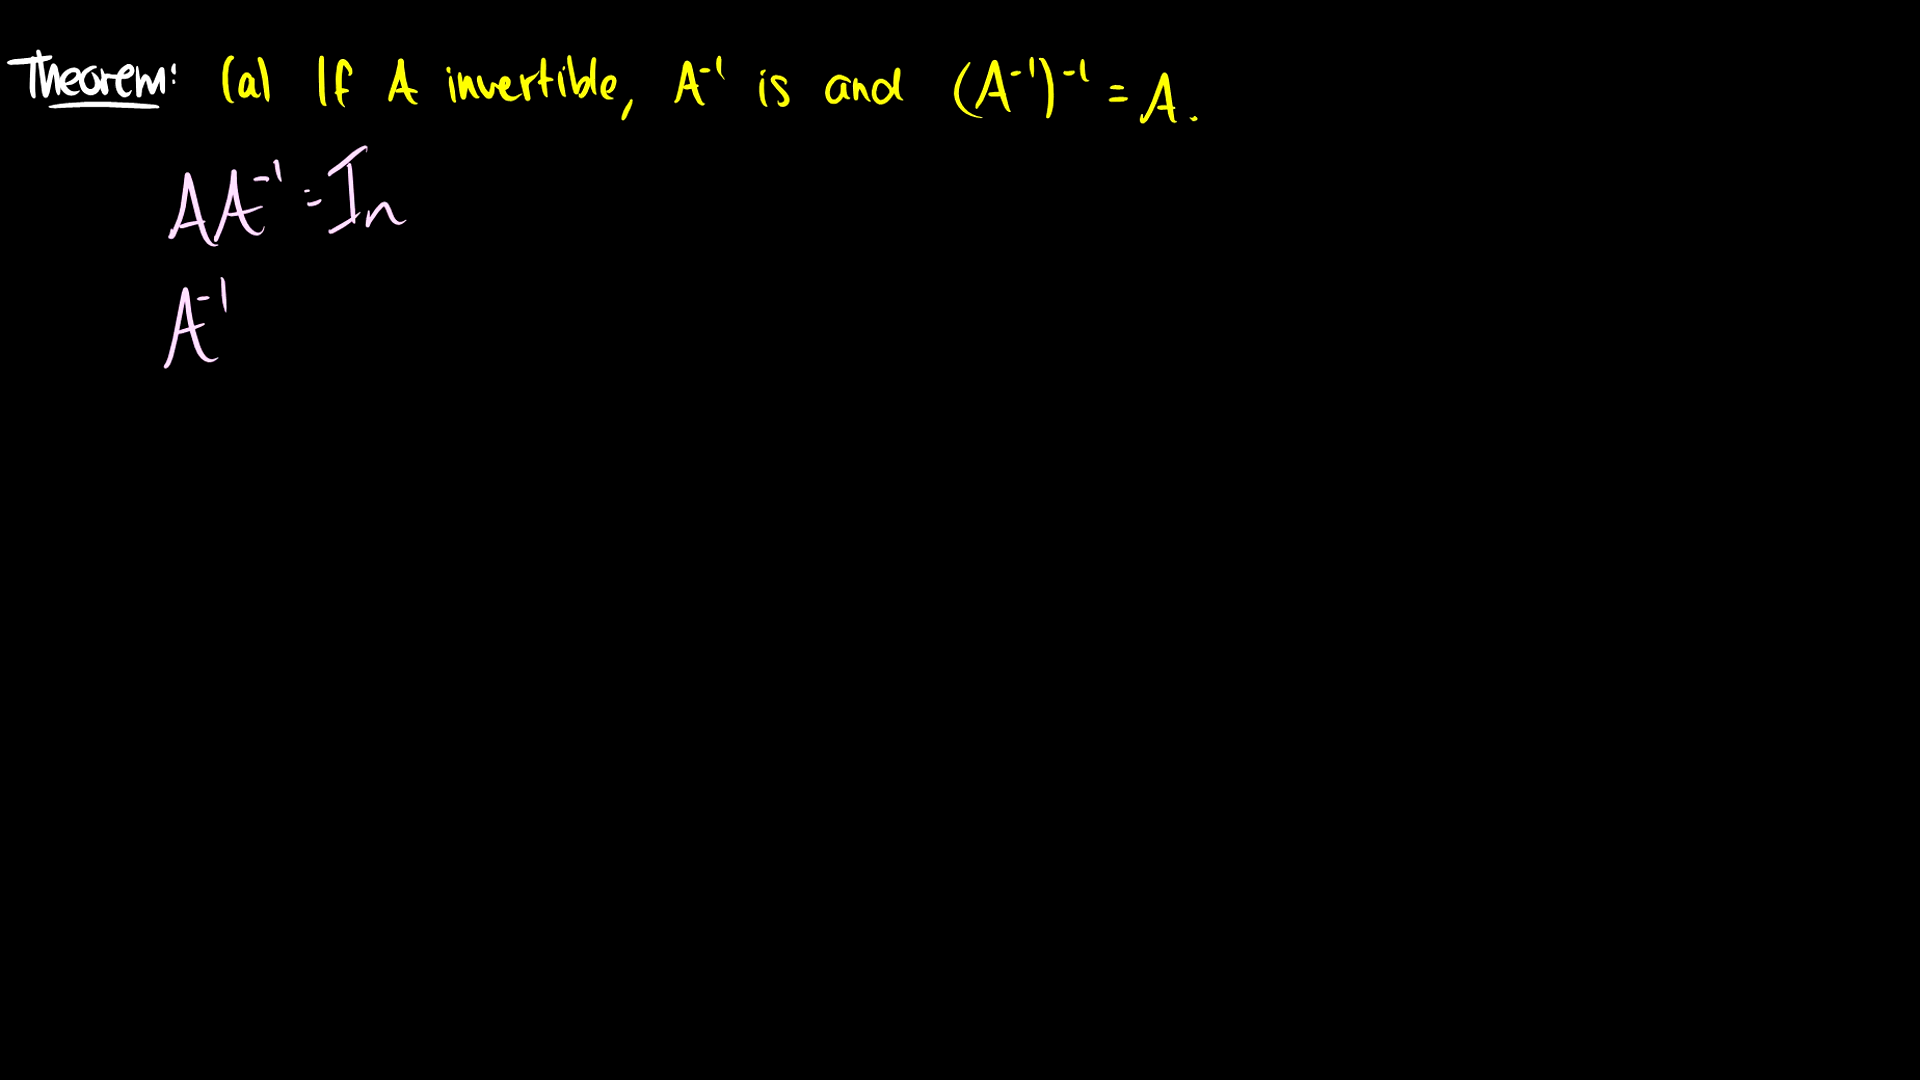 Theorem: (a) If A invertible, A⁻¹ is and (A⁻¹)⁻¹ = A.
AA⁻¹ = Iₙ
A⁻¹